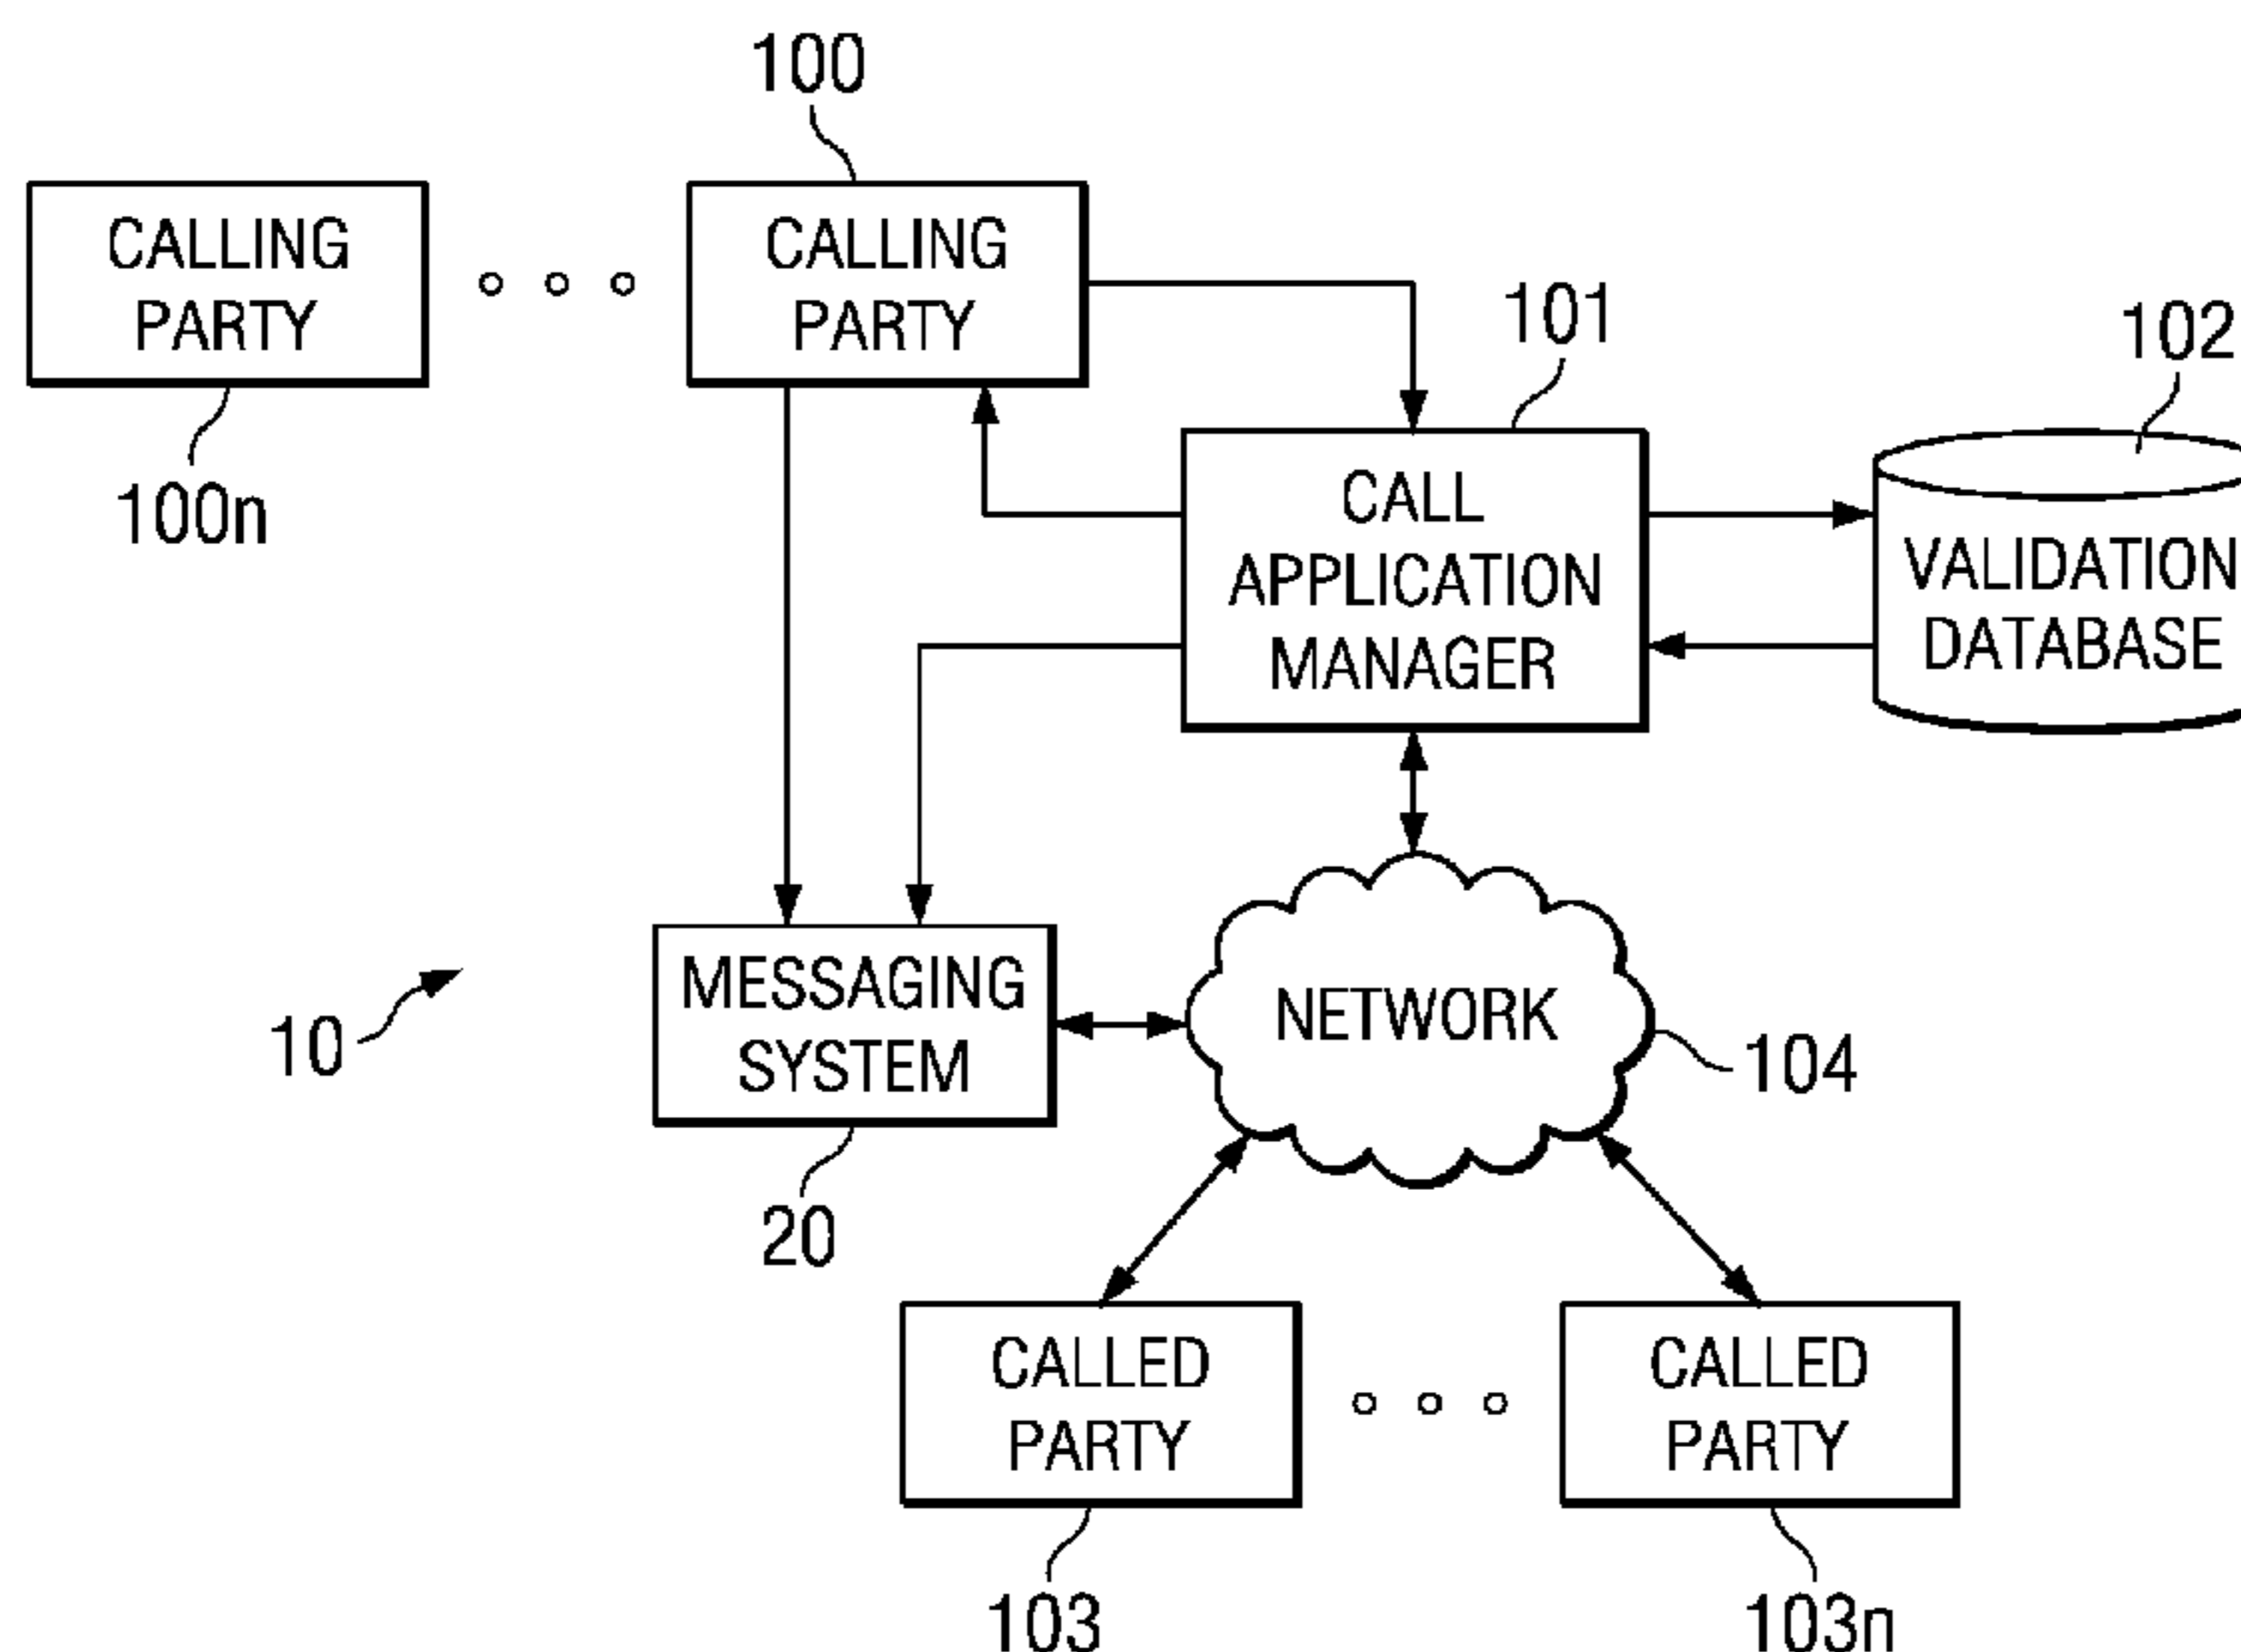 100
CALLING
PARTY
CALLING
PARTY
101
102
100n
CALL
APPLICATION
MANAGER
VALIDATION
DATABASE
10
MESSAGING
SYSTEM
NETWORK
104
20
CALLED
PARTY
CALLED
PARTY
103
103n